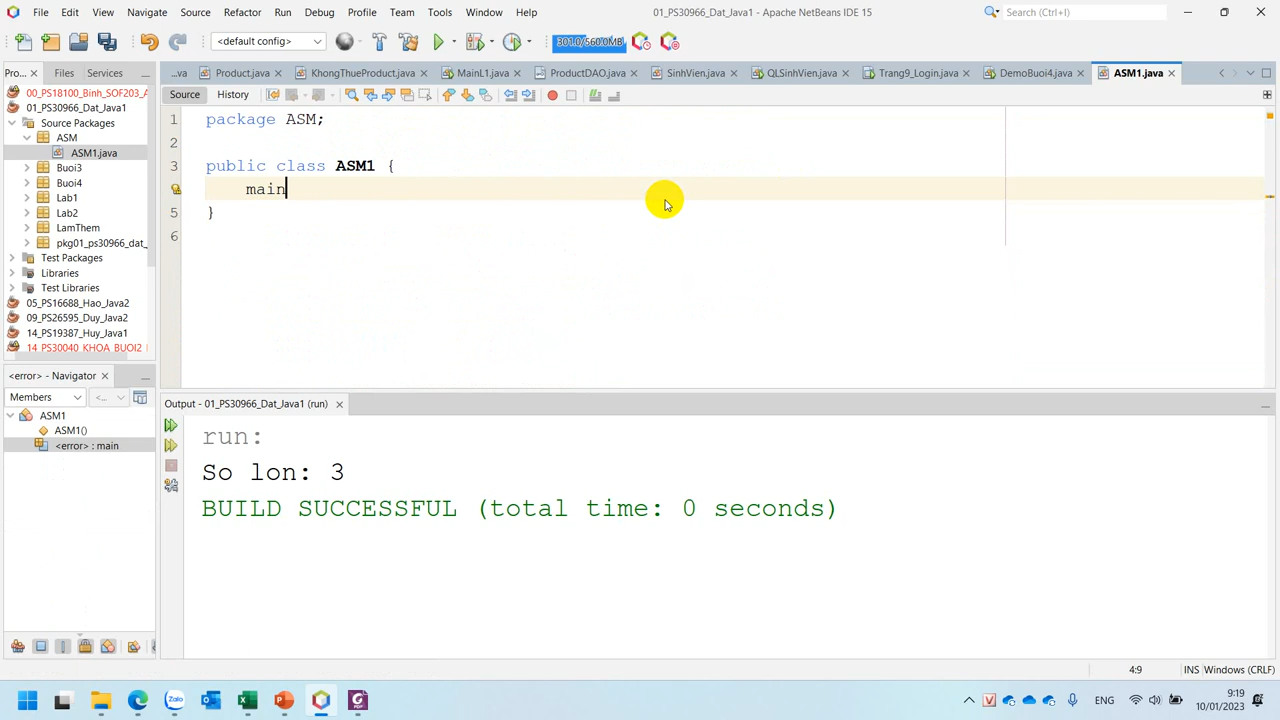 File Edit View Navigate Source Refactor Run Debug Profile Team Tools Window Help 01_PS30966_Dat_Java1 - Apache NetBeans IDE 15 Search (Ctrl+I)
<default config> 301.0/560.0MB
Pro... Files Services ...va Product.java KhongThueProduct.java MainL1.java ProductDAO.java SinhVien.java QLSinhVien.java Trang9_Login.java DemoBuoi4.java ASM1.java
Source History
00_PS18100_Binh_SOF203_A
01_PS30966_Dat_Java1
Source Packages
ASM
ASM1.java
Buoi3
Buoi4
Lab1
Lab2
LamThem
pkg01_ps30966_dat_
Test Packages
Libraries
Test Libraries
05_PS16688_Hao_Java2
09_PS26595_Duy_Java2
14_PS19387_Huy_Java1
14_PS30040_KHOA_BUOI2
1 package ASM;
2
3 public class ASM1 {
main
5 }
6
<error> - Navigator
Members <...
ASM1
ASM1()
<error> : main
Output - 01_PS30966_Dat_Java1 (run)
run:
So lon: 3
BUILD SUCCESSFUL (total time: 0 seconds)
4:9 INS Windows (CRLF)
Zalo ENG 9:19
10/01/2023